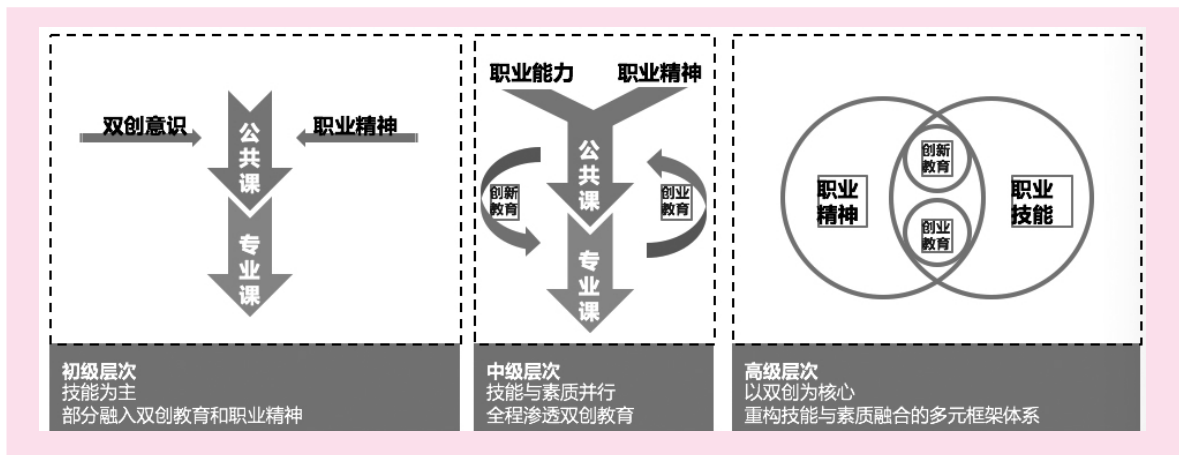 双创意识
公共课
职业精神
专业课
初级层次
技能为主
部分融入双创教育和职业精神
职业能力
职业精神
公共课
创新
教育
创业
教育
专业课
中级层次
技能与素质并行
全程渗透双创教育
职业
精神
创新
教育
创业
教育
职业
技能
高级层次
以双创为核心
重构技能与素质融合的多元框架体系